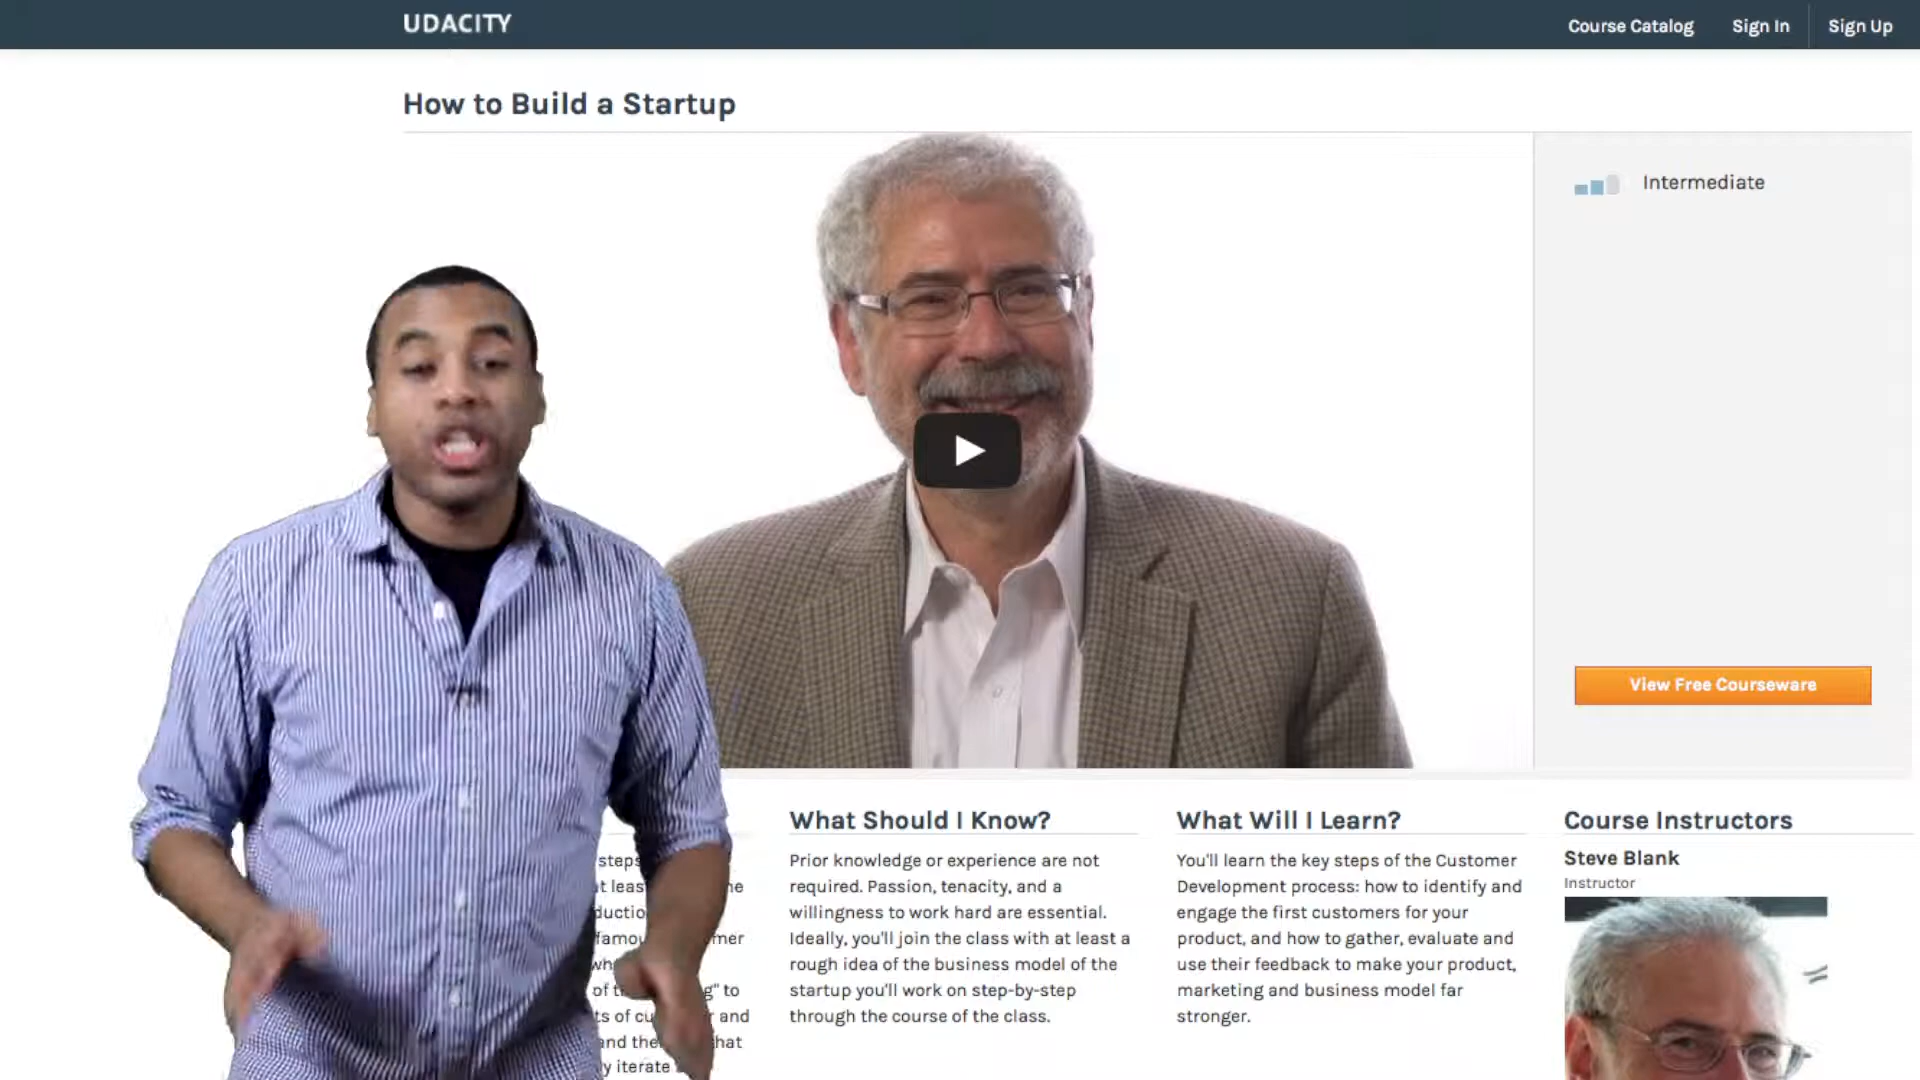 UDACITY
Course Catalog
Sign In
Sign Up
How to Build a Startup
Intermediate
View Free Courseware
steps
of
to
and
iterate
What Should I Know?
Prior knowledge or experience are not
required. Passion, tenacity, and a
willingness to work hard are essential.
Ideally, you'll join the class with at least a
rough idea of the business model of the
startup you'll work on step-by-step
through the course of the class.
What Will I Learn?
You'll learn the key steps of the Customer
Development process: how to identify and
engage the first customers for your
product, and how to gather, evaluate and
use their feedback to make your product,
marketing and business model far
stronger.
Course Instructors
Steve Blank
Instructor